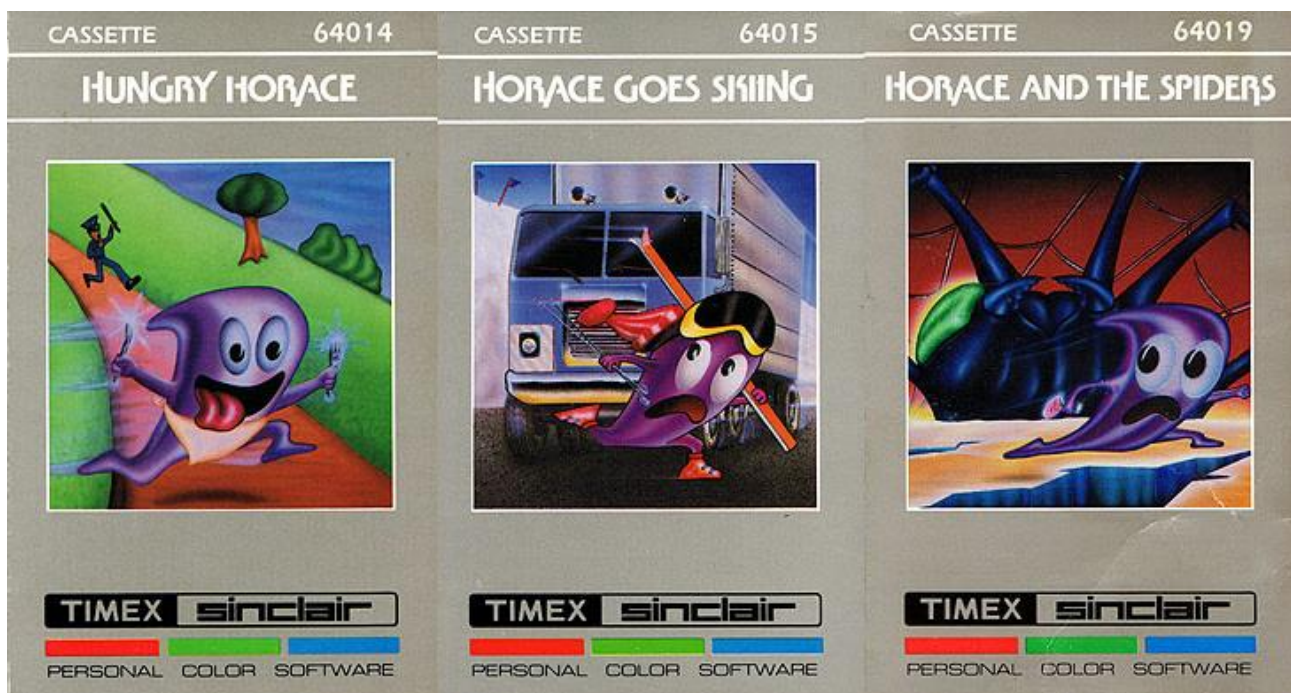 CASSETTE 64014
HUNGRY HORACE
TIMEX sinclair
PERSONAL COLOR SOFTWARE
CASSETTE 64015
HORACE GOES SKIING
TIMEX sinclair
PERSONAL COLOR SOFTWARE
CASSETTE 64019
HORACE AND THE SPIDERS
TIMEX sinclair
PERSONAL COLOR SOFTWARE